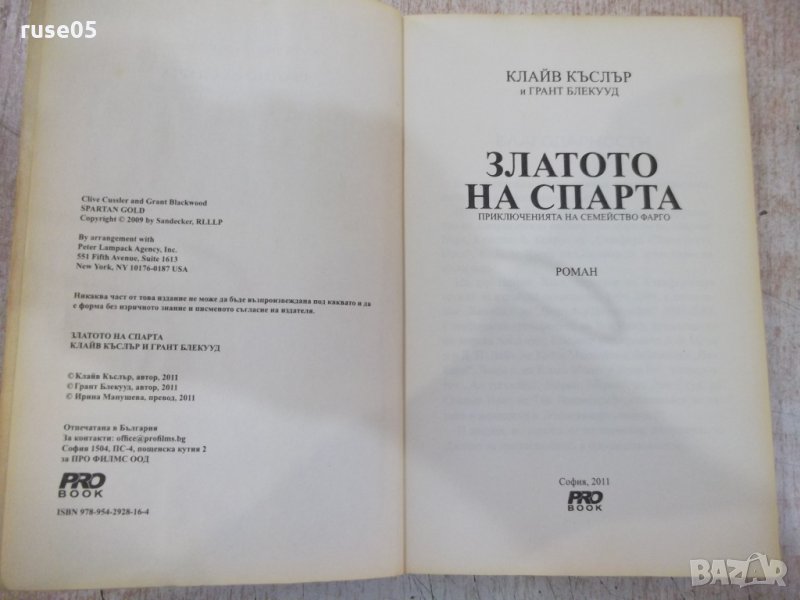 ruse05
Clive Cussler and Grant Blackwood
SPARTAN GOLD
Copyright © 2009 by Sandecker, RLLLP
By arrangement with
Peter Lampack Agency, Inc.
551 Fifth Avenue, Suite 1613
New York, NY 10176-0187 USA
Никаква част от това издание не може да бъде възпроизвеждана под каквато и да
е форма без изричното знание и писменото съгласие на издателя.
ЗЛАТОТО НА СПАРТА
КЛАЙВ КЪСЛЪР И ГРАНТ БЛЕКУУД
© Клайв Къслър, автор, 2011
© Грант Блекууд, автор, 2011
© Ирина Манушева, превод, 2011
Отпечатана в България
За контакти: office@profilms.bg
София 1504, ПС-4, пощенска кутия 2
за ПРО ФИЛМС ООД
PRO
BOOK
ISBN 978-954-2928-16-4
КЛАЙВ КЪСЛЪР
и ГРАНТ БЛЕКУУД
ЗЛАТОТО
НА СПАРТА
ПРИКЛЮЧЕНИЯТА НА СЕМЕЙСТВО ФАРГО
РОМАН
София, 2011
PRO
BOOK
BAZAR